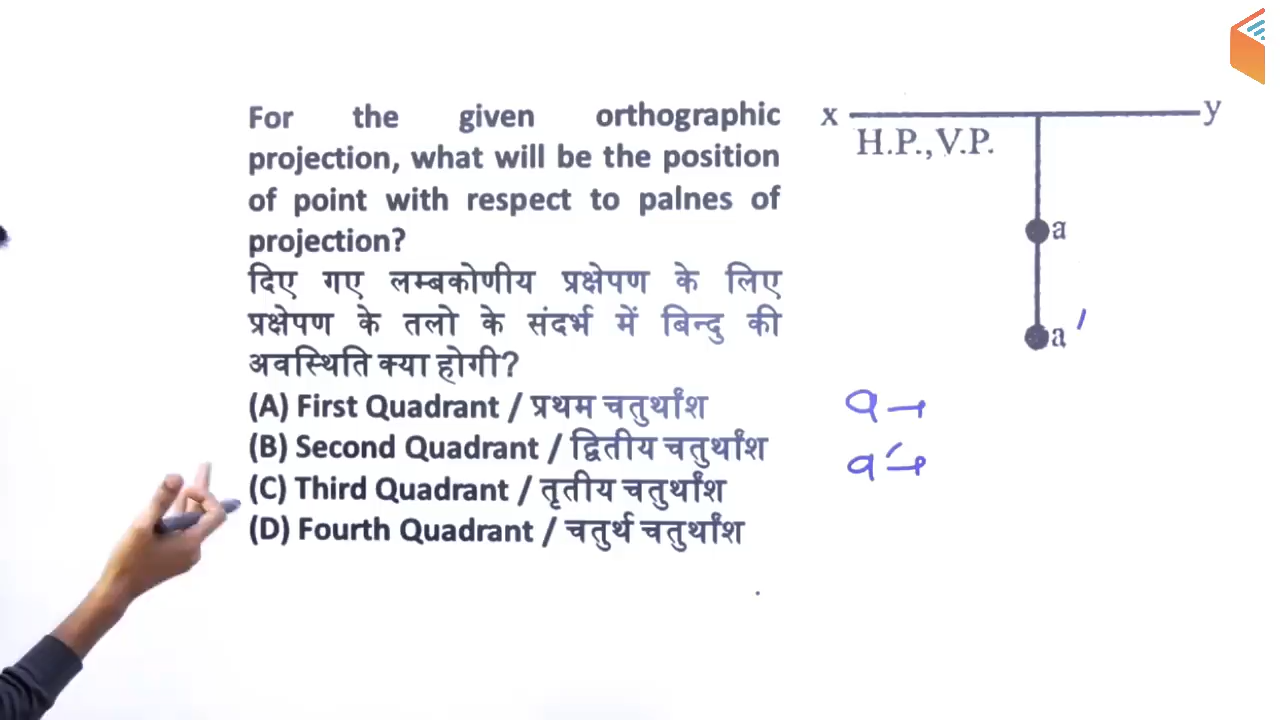 For the given orthographic
projection, what will be the position
of point with respect to palnes of
projection?
दिए गए लम्बकोणीय प्रक्षेपण के लिए
प्रक्षेपण के तलो के संदर्भ में बिन्दु की
अवस्थिति क्या होगी?
(A) First Quadrant / प्रथम चतुर्थांश
(B) Second Quadrant / द्वितीय चतुर्थांश
(C) Third Quadrant / तृतीय चतुर्थांश
(D) Fourth Quadrant / चतुर्थ चतुर्थांश
x y
H.P.,V.P.
a
a'
a →
a' →